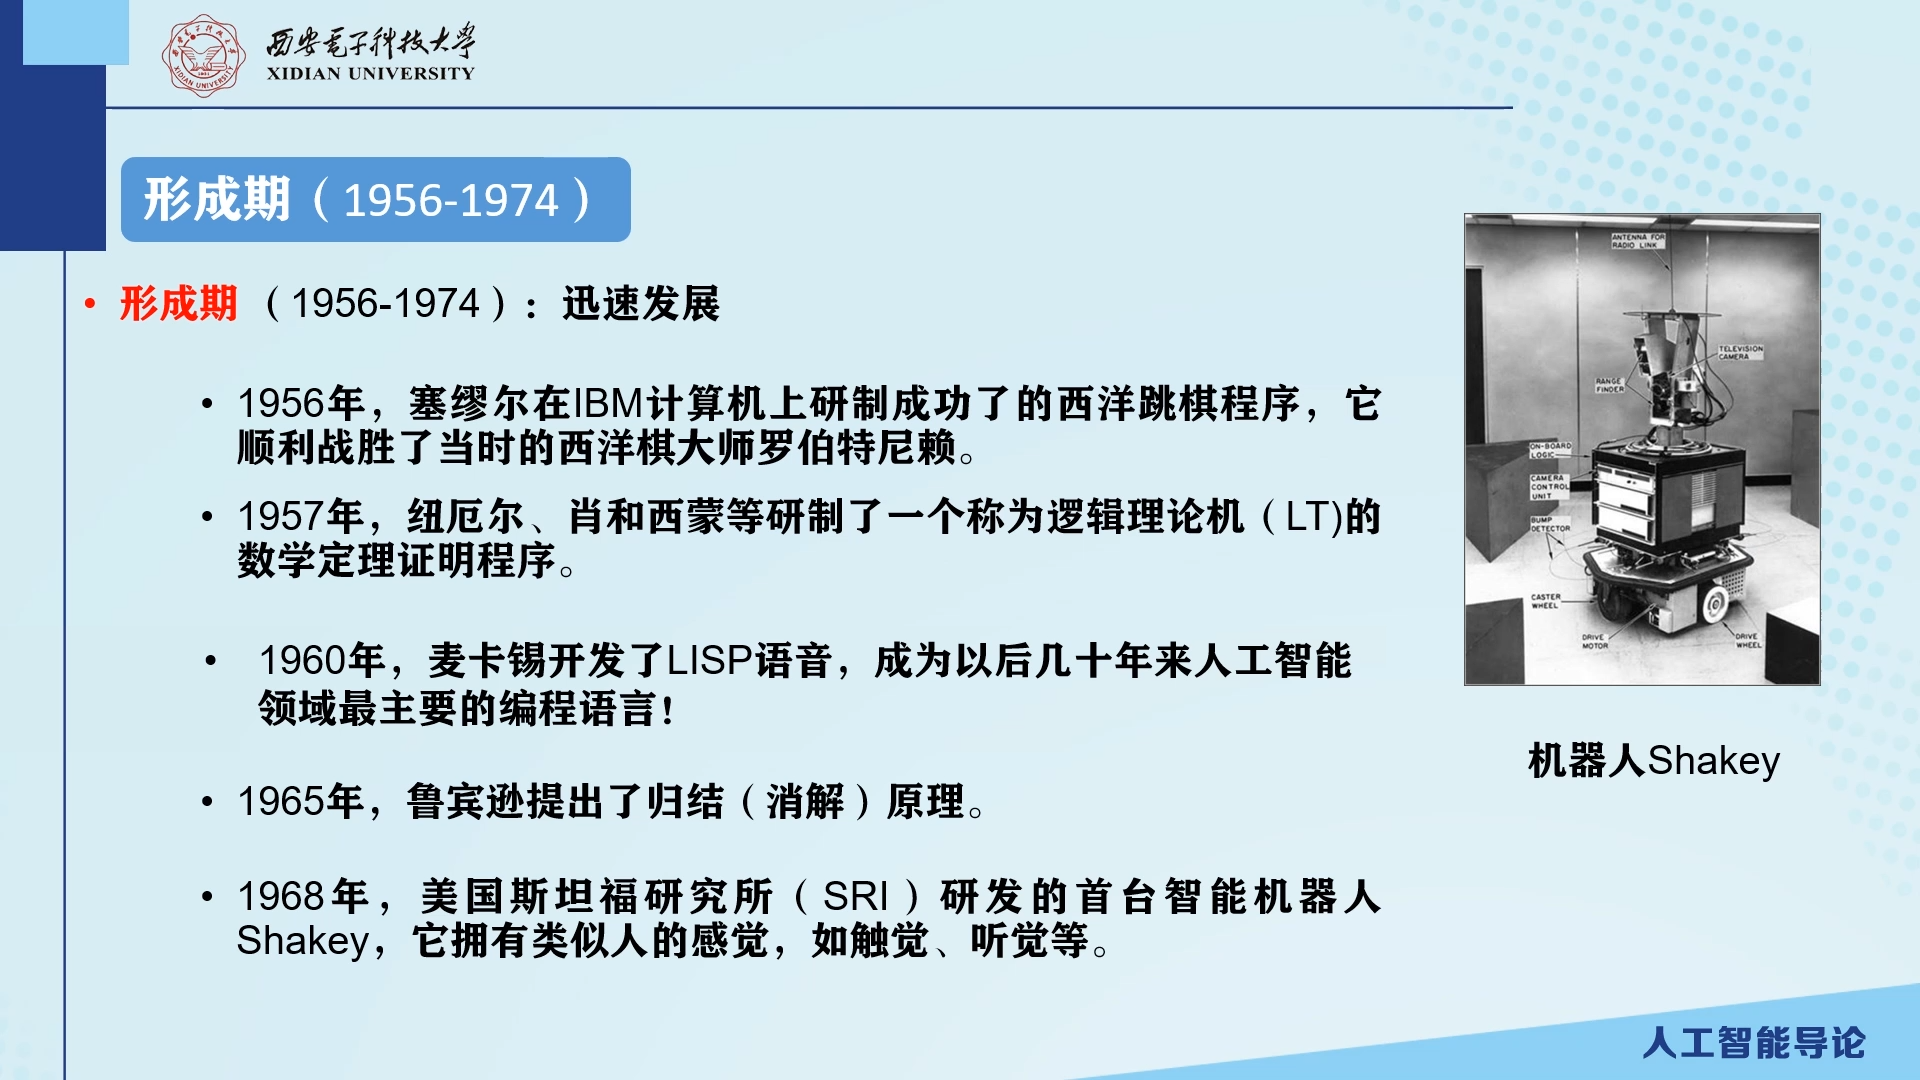 西安电子科技大学
XIDIAN UNIVERSITY
形成期（1956-1974）
• 形成期（1956-1974）：迅速发展
• 1956年，塞缪尔在IBM计算机上研制成功了的西洋跳棋程序，它
顺利战胜了当时的西洋棋大师罗伯特尼赖。
• 1957年，纽厄尔、肖和西蒙等研制了一个称为逻辑理论机（LT)的
数学定理证明程序。
• 1960年，麦卡锡开发了LISP语音，成为以后几十年来人工智能
领域最主要的编程语言！
• 1965年，鲁宾逊提出了归结（消解）原理。
• 1968年，美国斯坦福研究所（SRI）研发的首台智能机器人
Shakey，它拥有类似人的感觉，如触觉、听觉等。
ANTENNA FOR
RADIO LINK
TELEVISION
CAMERA
RANGE
FINDER
ON-BOARD
LOGIC
CAMERA
CONTROL
UNIT
BUMP
DETECTOR
CASTER
WHEEL
DRIVE
MOTOR
DRIVE
WHEEL
机器人Shakey
人工智能导论